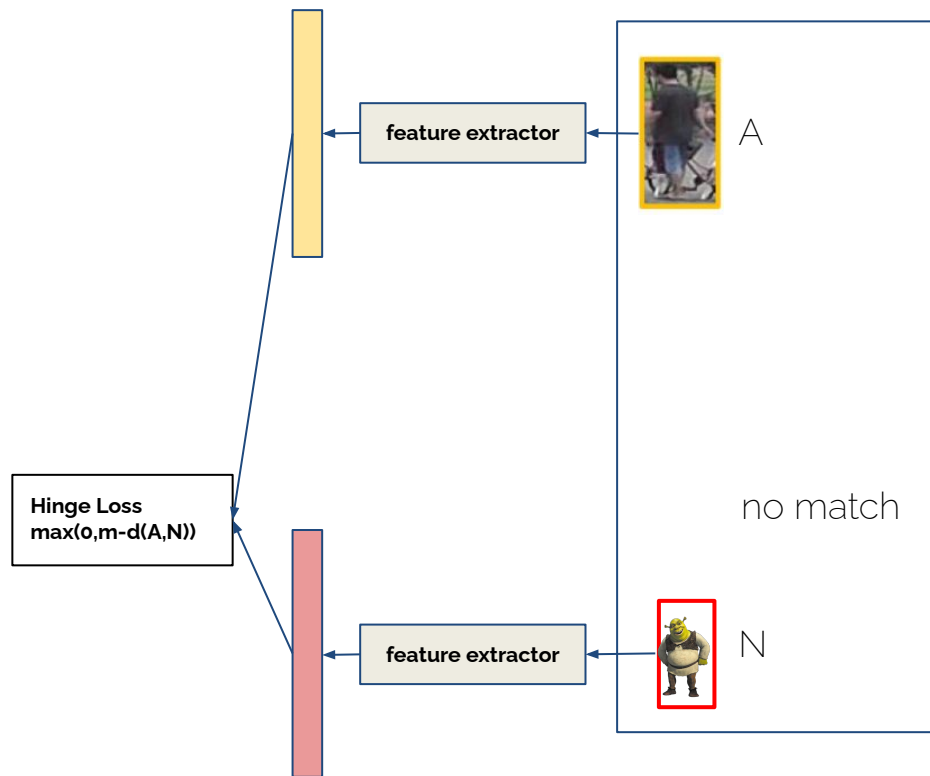 feature extractor
A
Hinge Loss
max(0,m-d(A,N))
no match
feature extractor
N